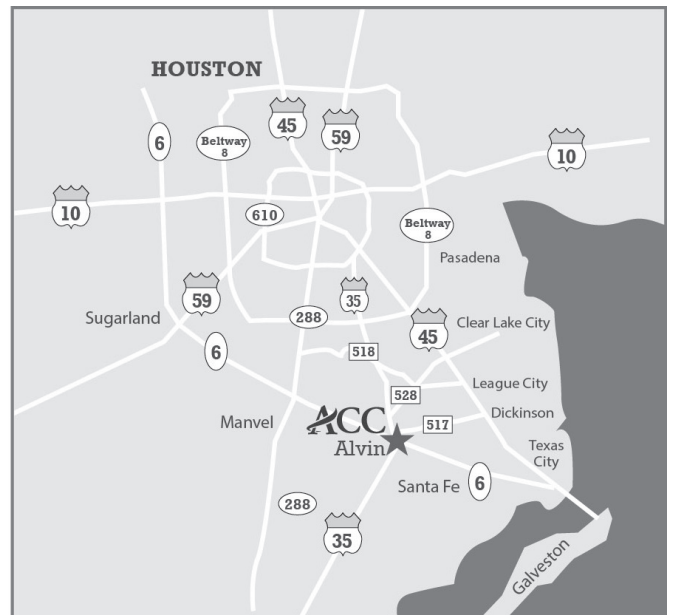 HOUSTON
45
59
6
Beltway
8
10
10
610
Beltway
8
Pasadena
59
35
Sugarland
288
45
Clear Lake City
6
518
League City
528
Dickinson
Manvel
ACC
517
Alvin
Texas
City
Santa Fe
6
288
35
Galveston